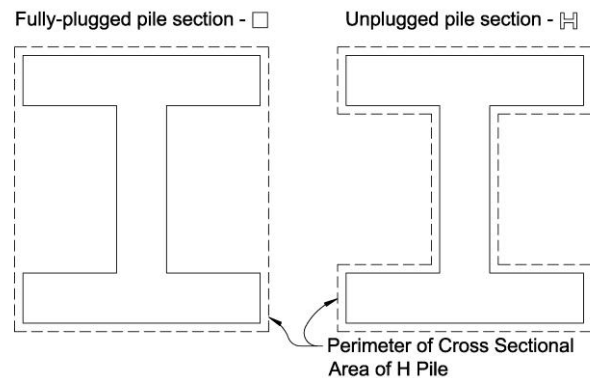 Fully-plugged pile section - □
Unplugged pile section - H
Perimeter of Cross Sectional
Area of H Pile